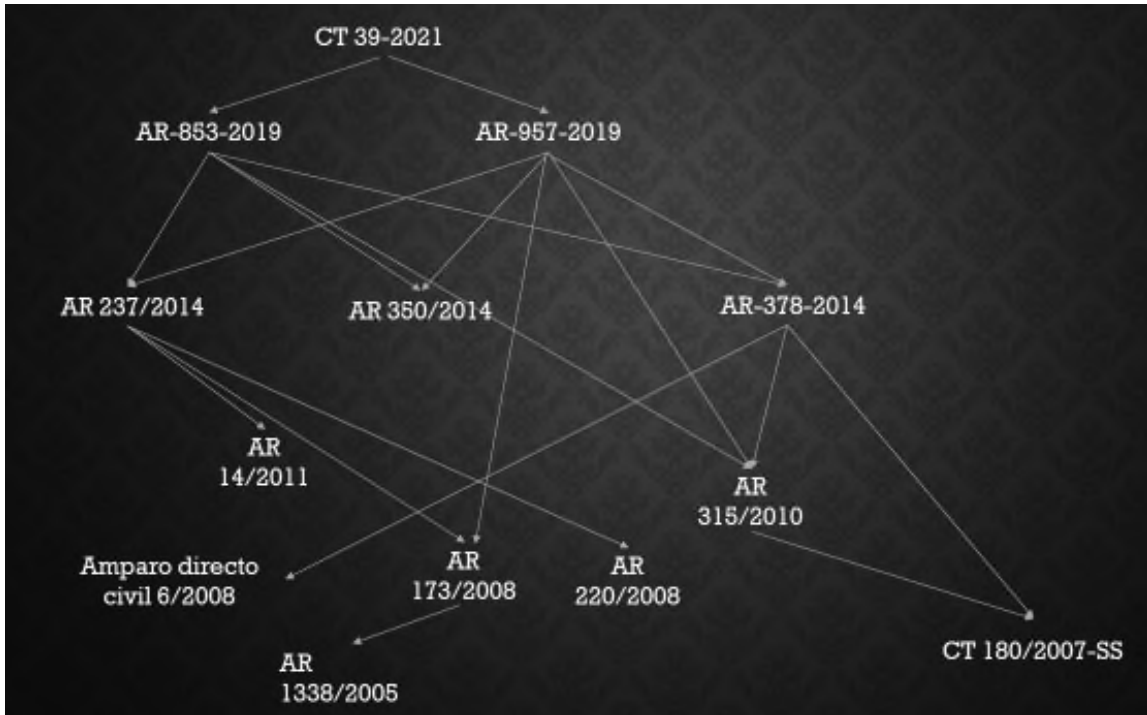 CT 39-2021
AR-853-2019
AR-957-2019
AR 237/2014
AR 350/2014
AR-378-2014
AR
14/2011
AR
315/2010
Amparo directo
civil 6/2008
AR
173/2008
AR
220/2008
CT 180/2007-SS
AR
1338/2005